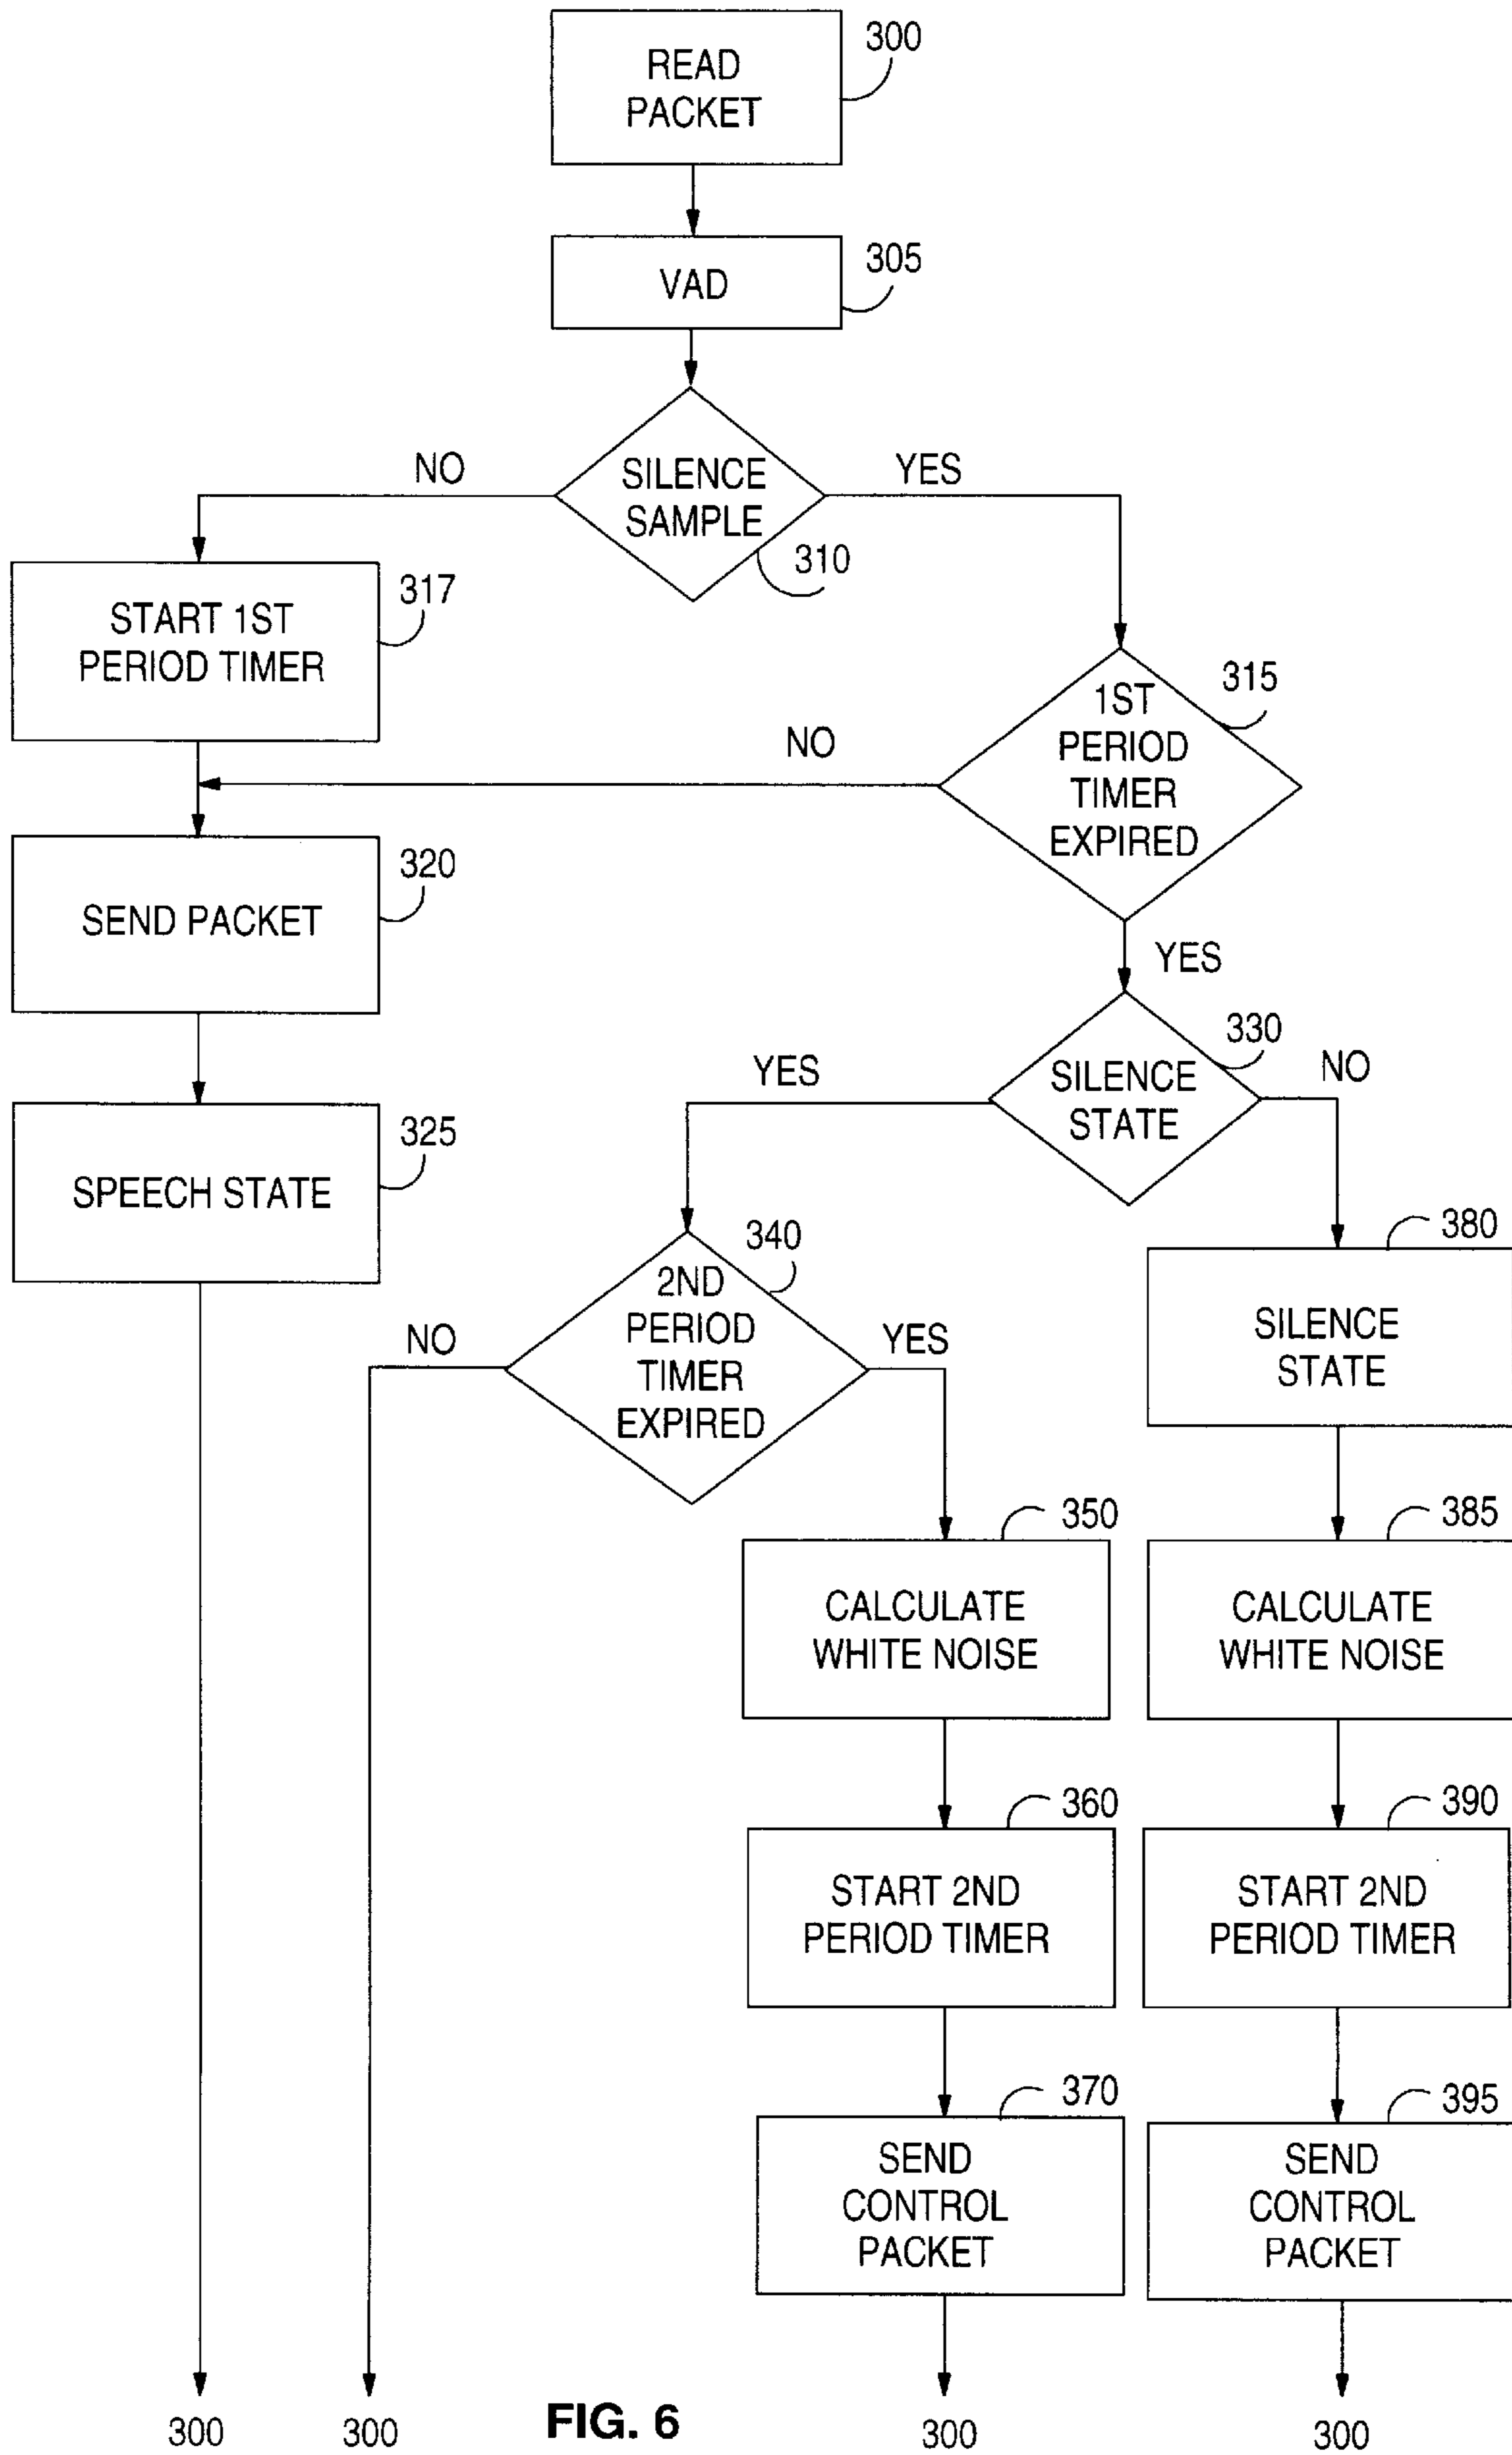 READ
PACKET
300
VAD
305
NO
SILENCE
SAMPLE
YES
310
START 1ST
PERIOD TIMER
317
1ST
PERIOD
TIMER
EXPIRED
315
NO
SEND PACKET
320
YES
SILENCE
STATE
330
YES
NO
SPEECH STATE
325
2ND
PERIOD
TIMER
EXPIRED
340
NO
YES
SILENCE
STATE
380
CALCULATE
WHITE NOISE
350
CALCULATE
WHITE NOISE
385
START 2ND
PERIOD TIMER
360
START 2ND
PERIOD TIMER
390
SEND
CONTROL
PACKET
370
SEND
CONTROL
PACKET
395
300
300
FIG. 6
300
300